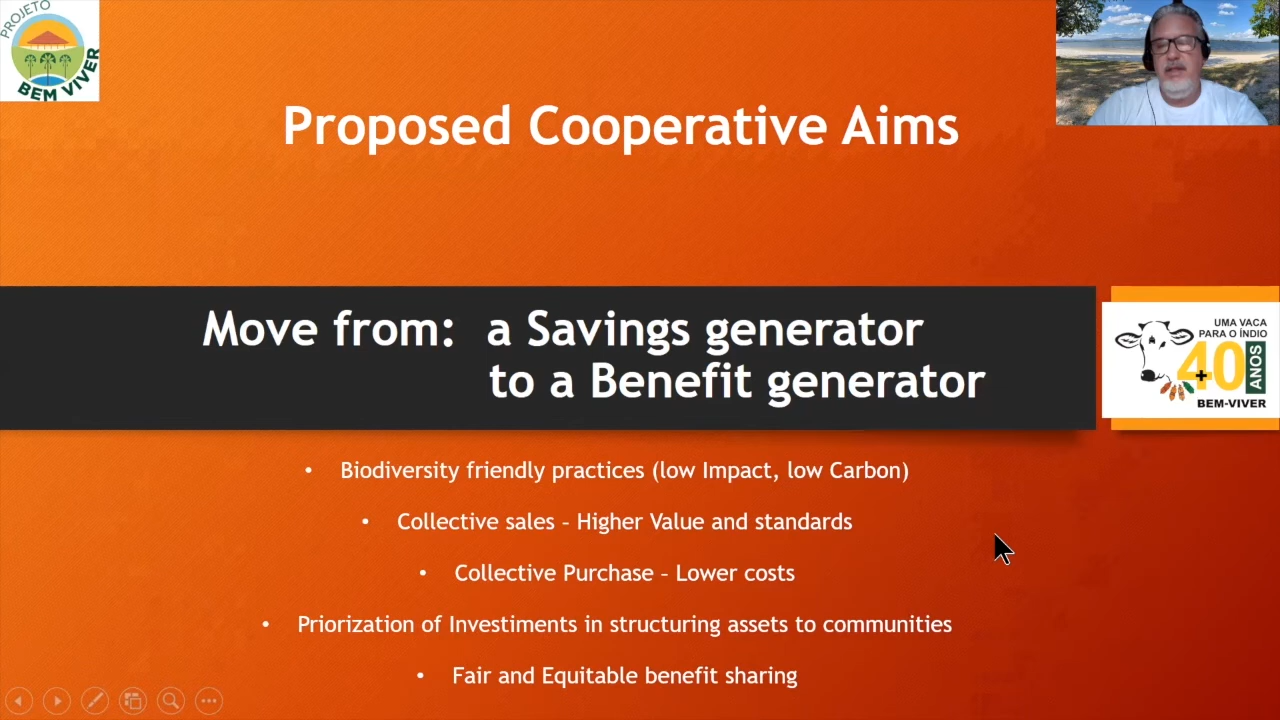 PROJETO
BEM VIVER
Proposed Cooperative Aims
Move from: a Savings generator
to a Benefit generator
UMA VACA
PARA O ÍNDIO
40+
ANOS
BEM-VIVER
• Biodiversity friendly practices (low Impact, low Carbon)
• Collective sales – Higher Value and standards
• Collective Purchase – Lower costs
• Priorization of Investiments in structuring assets to communities
• Fair and Equitable benefit sharing